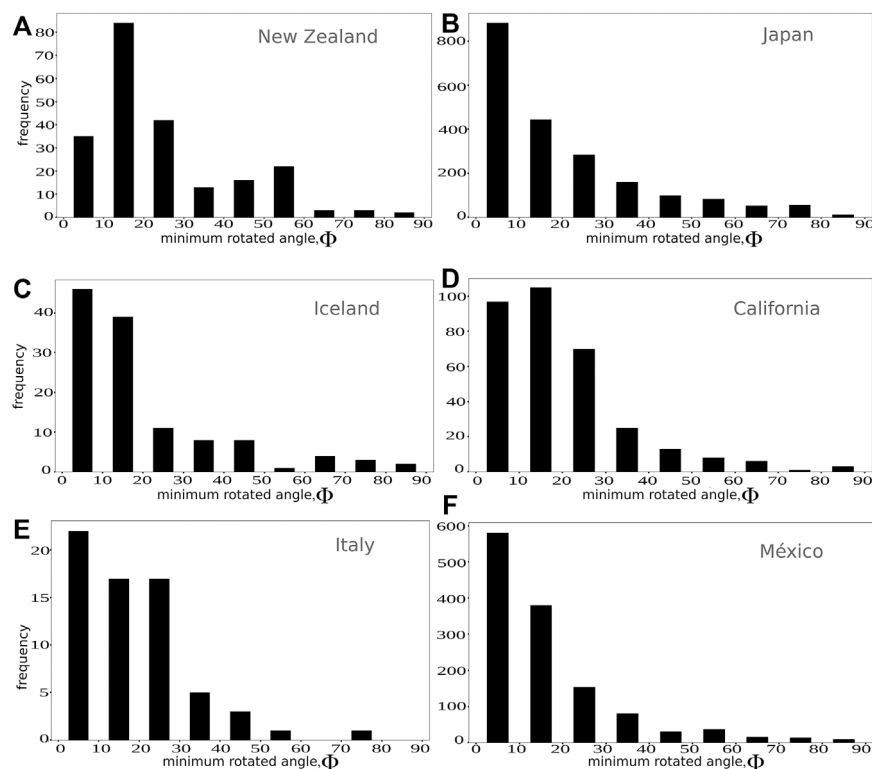 A
New Zealand
frequency
80
70
60
50
40
30
20
10
0
0 10 20 30 40 50 60 70 80 90
minimum rotated angle,Φ
B
Japan
800
600
400
200
0
0 10 20 30 40 50 60 70 80 90
minimum rotated angle,Φ
C
Iceland
frequency
40
30
20
10
0
0 10 20 30 40 50 60 70 80 90
minimum rotated angle,Φ
D
California
100
80
60
40
20
0
0 10 20 30 40 50 60 70 80 90
minimum rotated angle,Φ
E
Italy
frequency
20
15
10
5
0
0 10 20 30 40 50 60 70 80 90
minimum rotated angle,Φ
F
México
600
500
400
300
200
100
0
0 10 20 30 40 50 60 70 80 90
minimum rotated angle,Φ